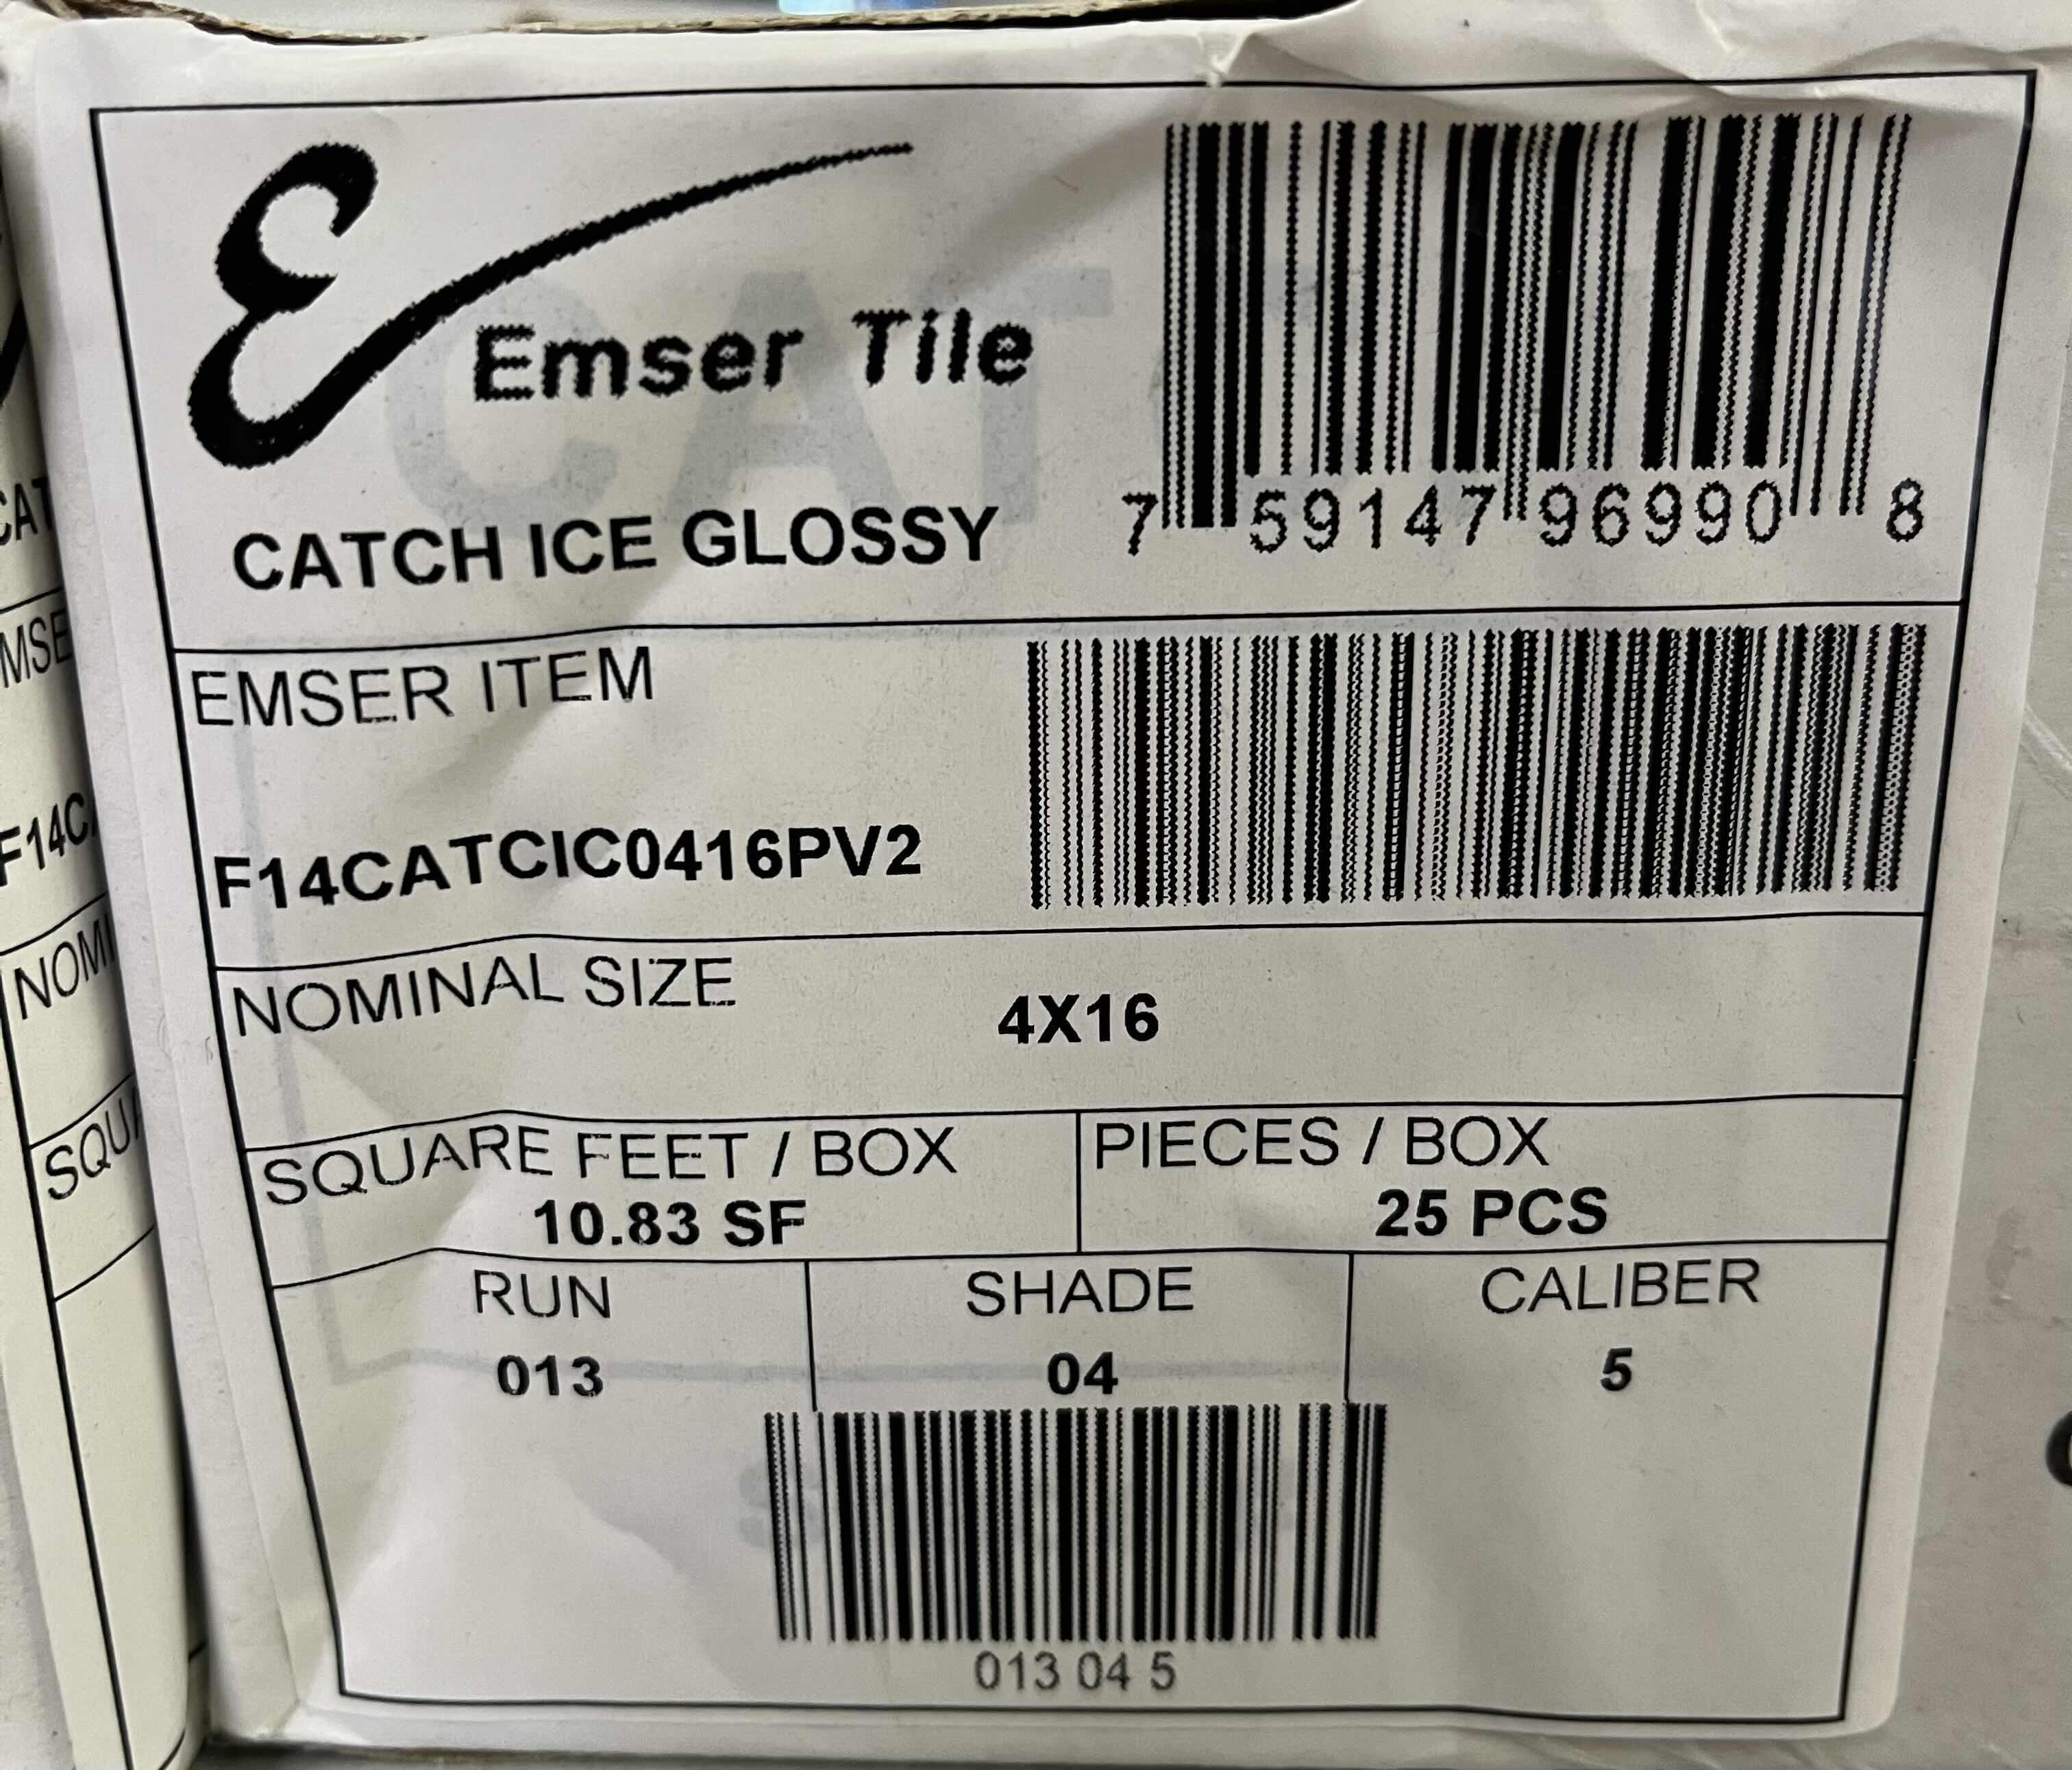 Emser Tile
CATCH ICE GLOSSY
7 59147 96990 8
EMSER ITEM
F14CATCIC0416PV2
NOMINAL SIZE
4X16
SQUARE FEET / BOX
10.83 SF
PIECES / BOX
25 PCS
RUN
013
SHADE
04
CALIBER
5
013 04 5
CAT